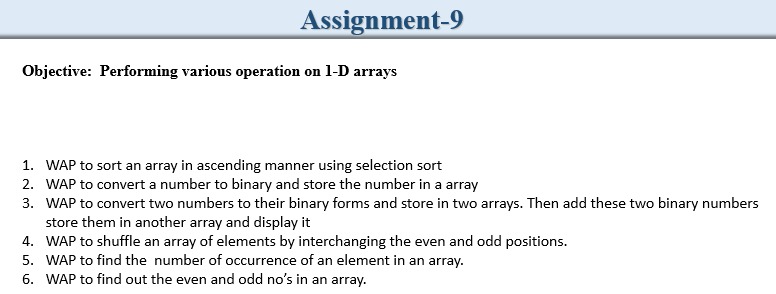 Assignment-9
Objective: Performing various operation on 1-D arrays
1. WAP to sort an array in ascending manner using selection sort
2. WAP to convert a number to binary and store the number in a array
3. WAP to convert two numbers to their binary forms and store in two arrays. Then add these two binary numbers
store them in another array and display it
4. WAP to shuffle an array of elements by interchanging the even and odd positions.
5. WAP to find the number of occurrence of an element in an array.
6. WAP to find out the even and odd no's in an array.